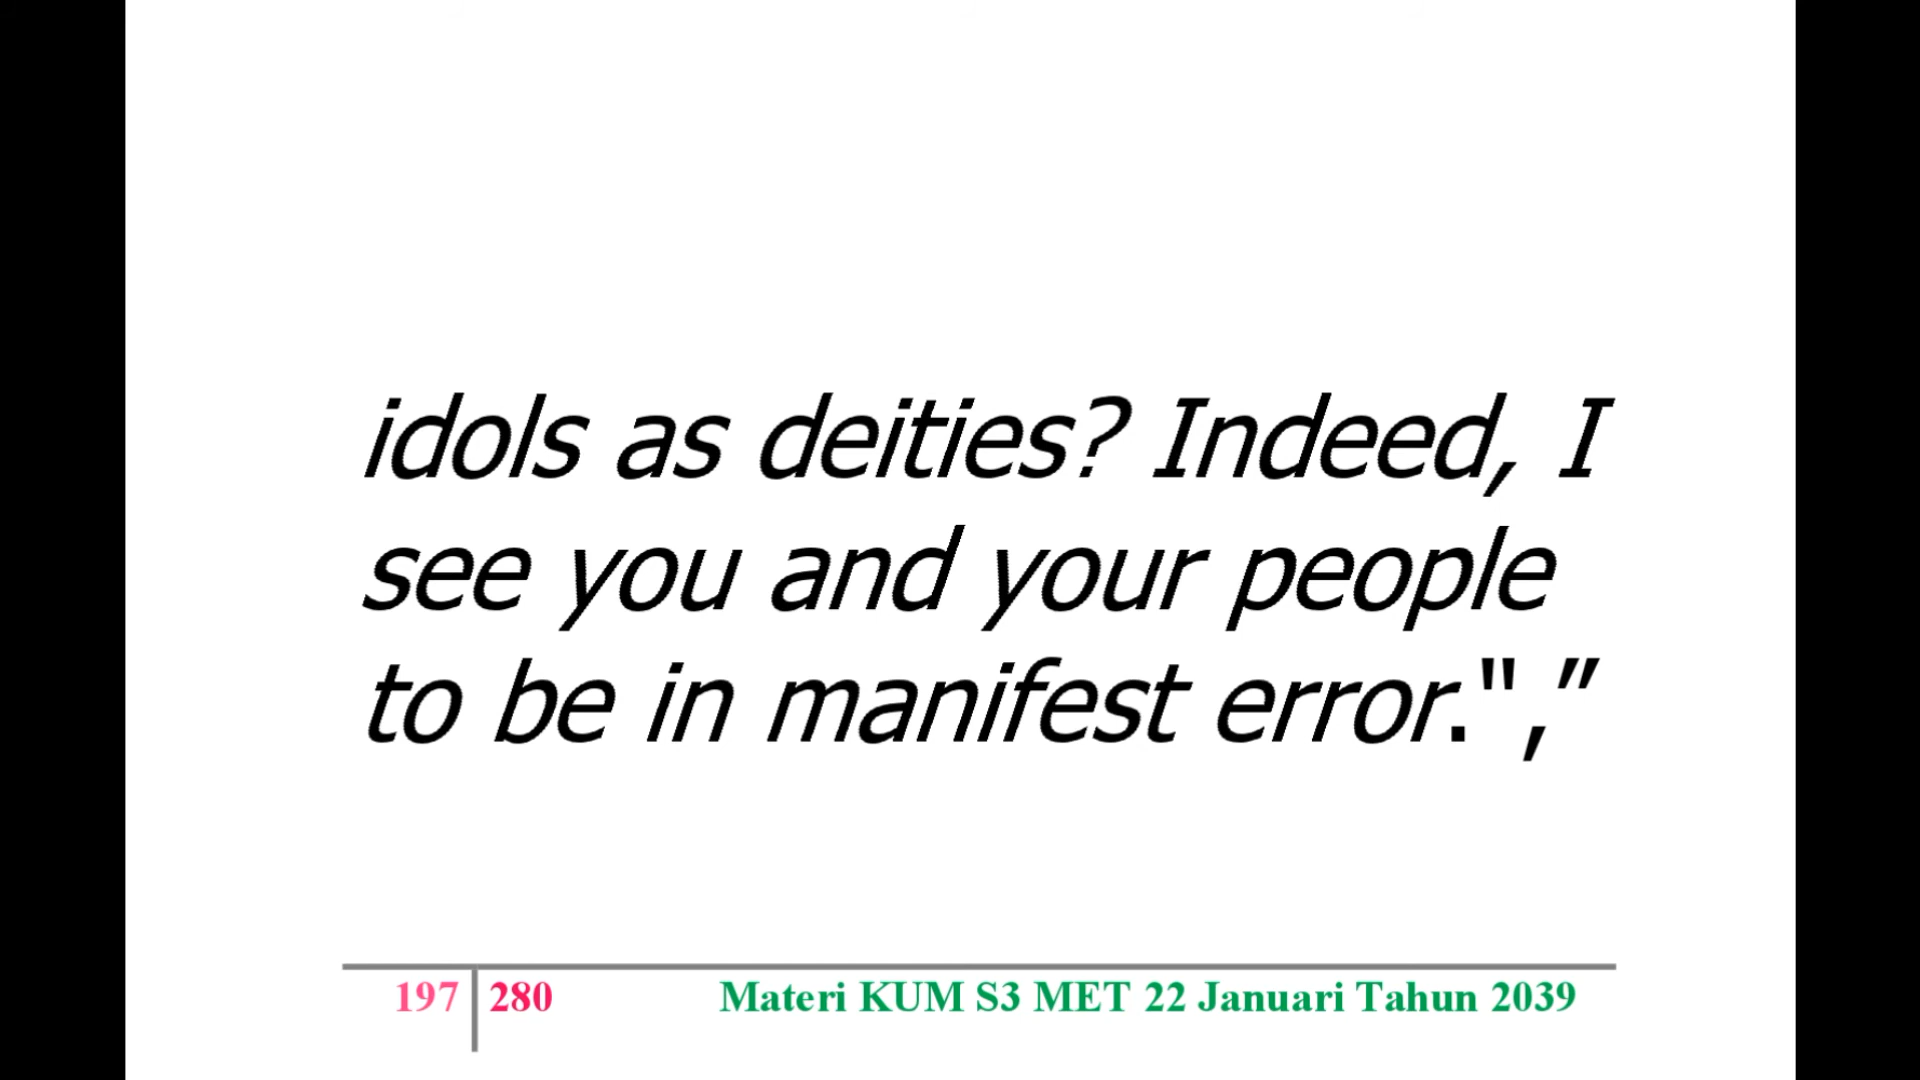 idols as deities? Indeed, I
see you and your people
to be in manifest error.“,”
197 280 Materi KUM S3 MET 22 Januari Tahun 2039